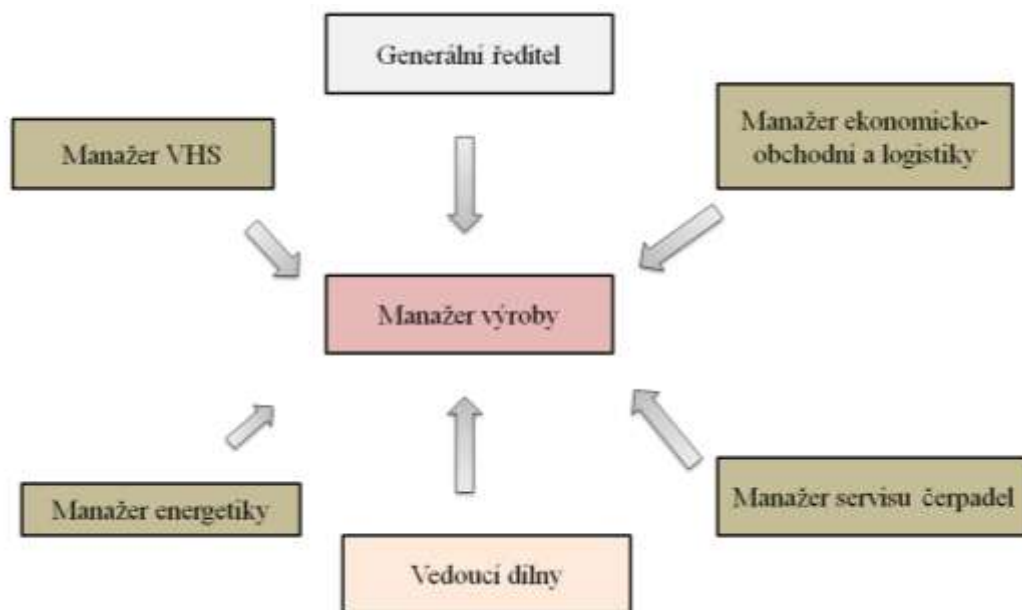 Generální ředitel
Manažer VHS
Manažer ekonomicko-
obchodní a logistiky
Manažer výroby
Manažer energetiky
Manažer servisu čerpadel
Vedoucí dílny